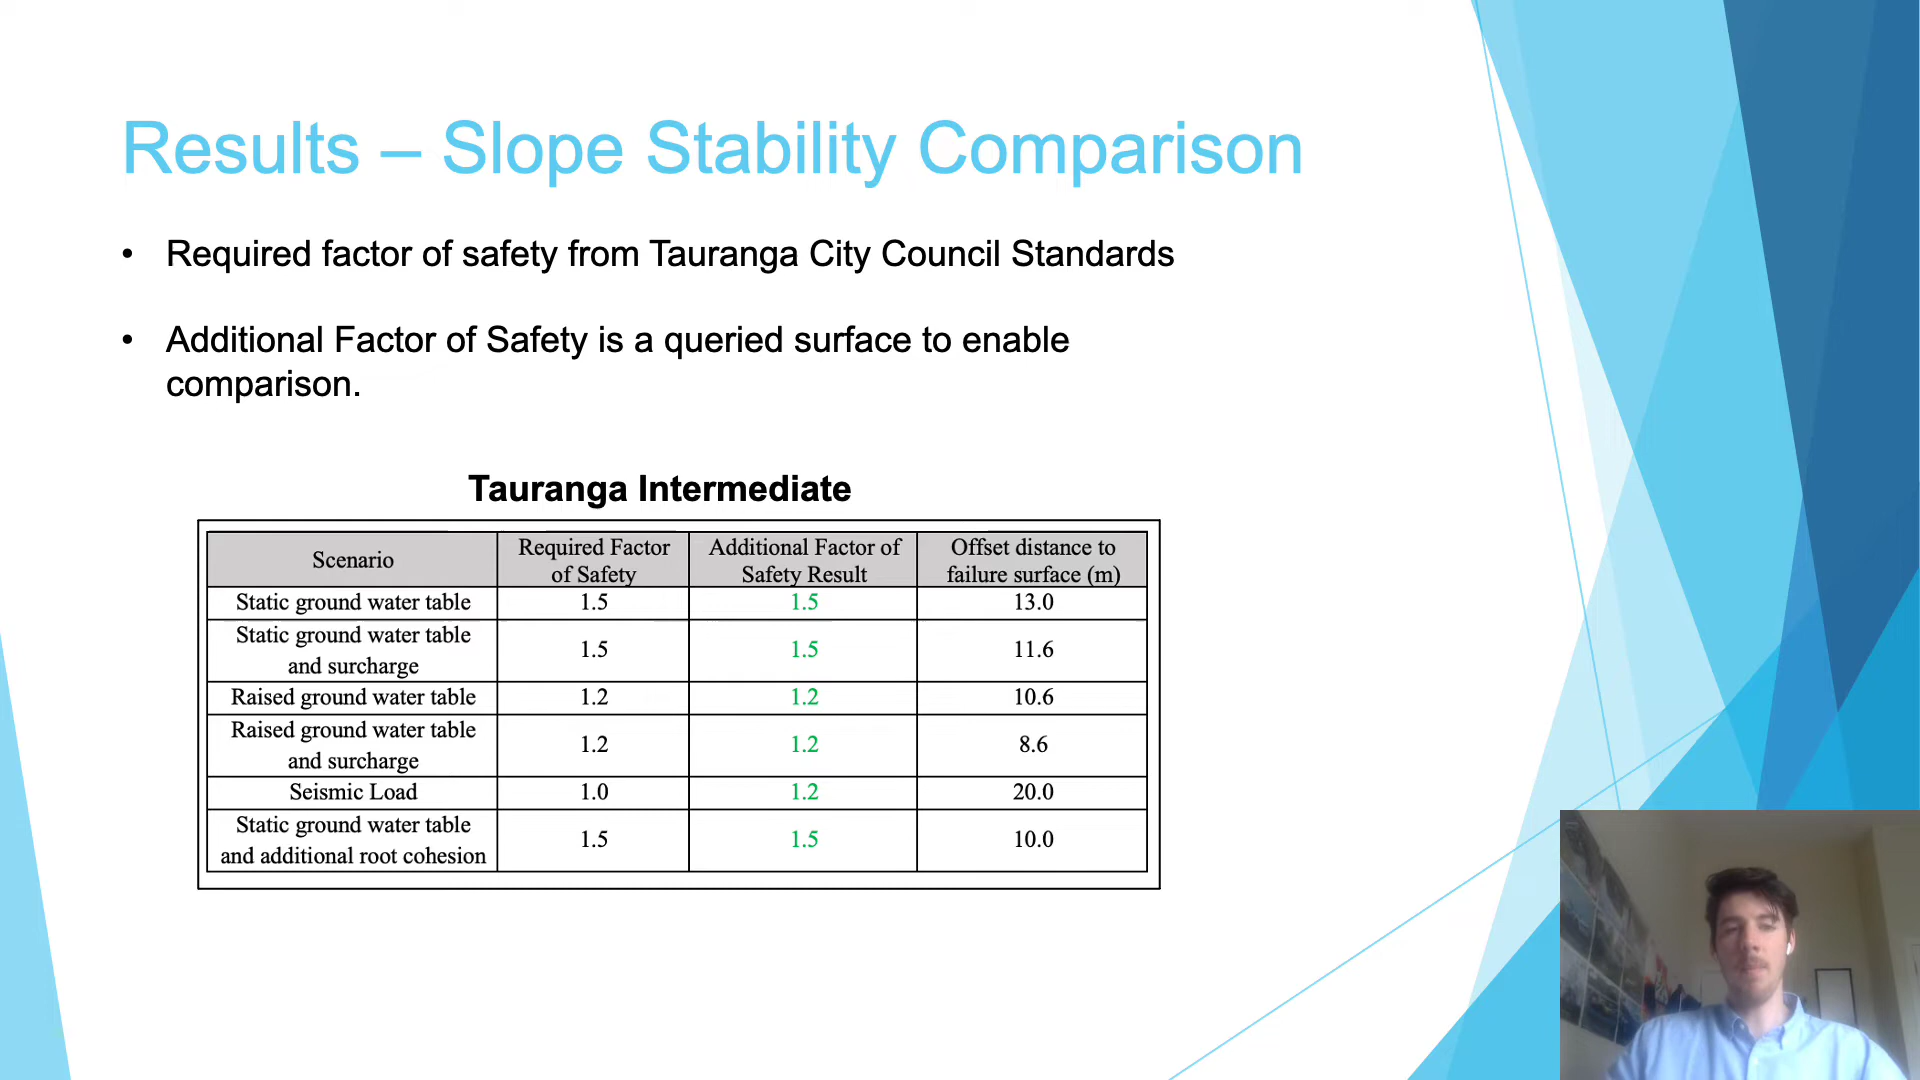 Results – Slope Stability Comparison
• Required factor of safety from Tauranga City Council Standards
• Additional Factor of Safety is a queried surface to enable
comparison.
Tauranga Intermediate
Scenario
Required Factor
of Safety
Additional Factor of
Safety Result
Offset distance to
failure surface (m)
Static ground water table
1.5
1.5
13.0
Static ground water table
and surcharge
1.5
1.5
11.6
Raised ground water table
1.2
1.2
10.6
Raised ground water table
and surcharge
1.2
1.2
8.6
Seismic Load
1.0
1.2
20.0
Static ground water table
and additional root cohesion
1.5
1.5
10.0